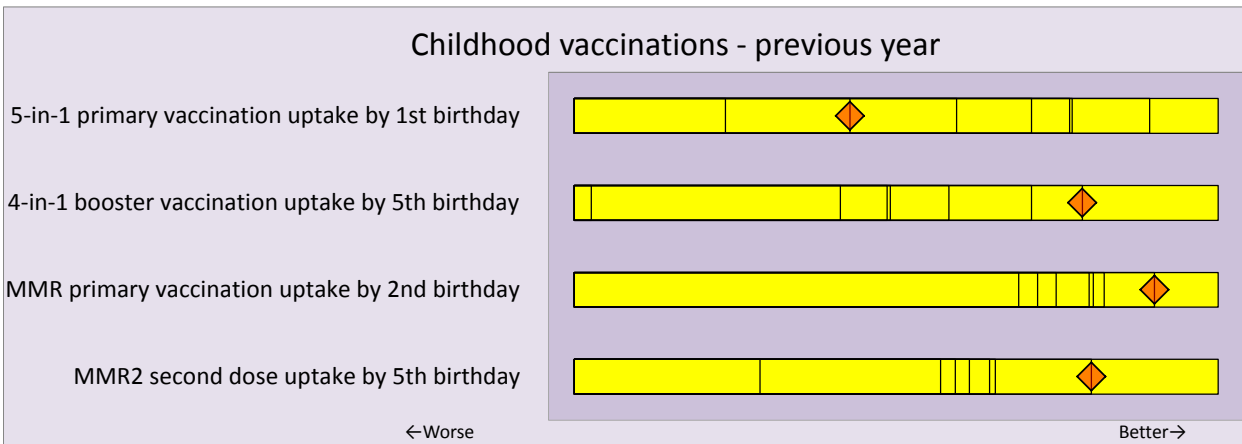 Childhood vaccinations - previous year
5-in-1 primary vaccination uptake by 1st birthday
4-in-1 booster vaccination uptake by 5th birthday
MMR primary vaccination uptake by 2nd birthday
MMR2 second dose uptake by 5th birthday
←Worse Better→